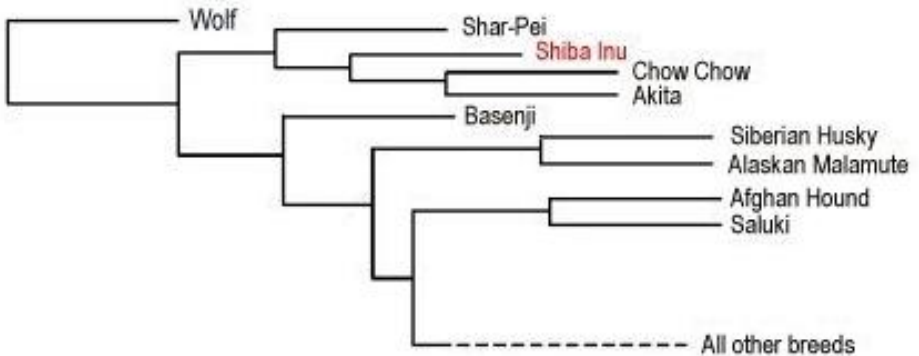 Wolf
Shar-Pei
Shiba Inu
Chow Chow
Akita
Basenji
Siberian Husky
Alaskan Malamute
Afghan Hound
Saluki
All other breeds